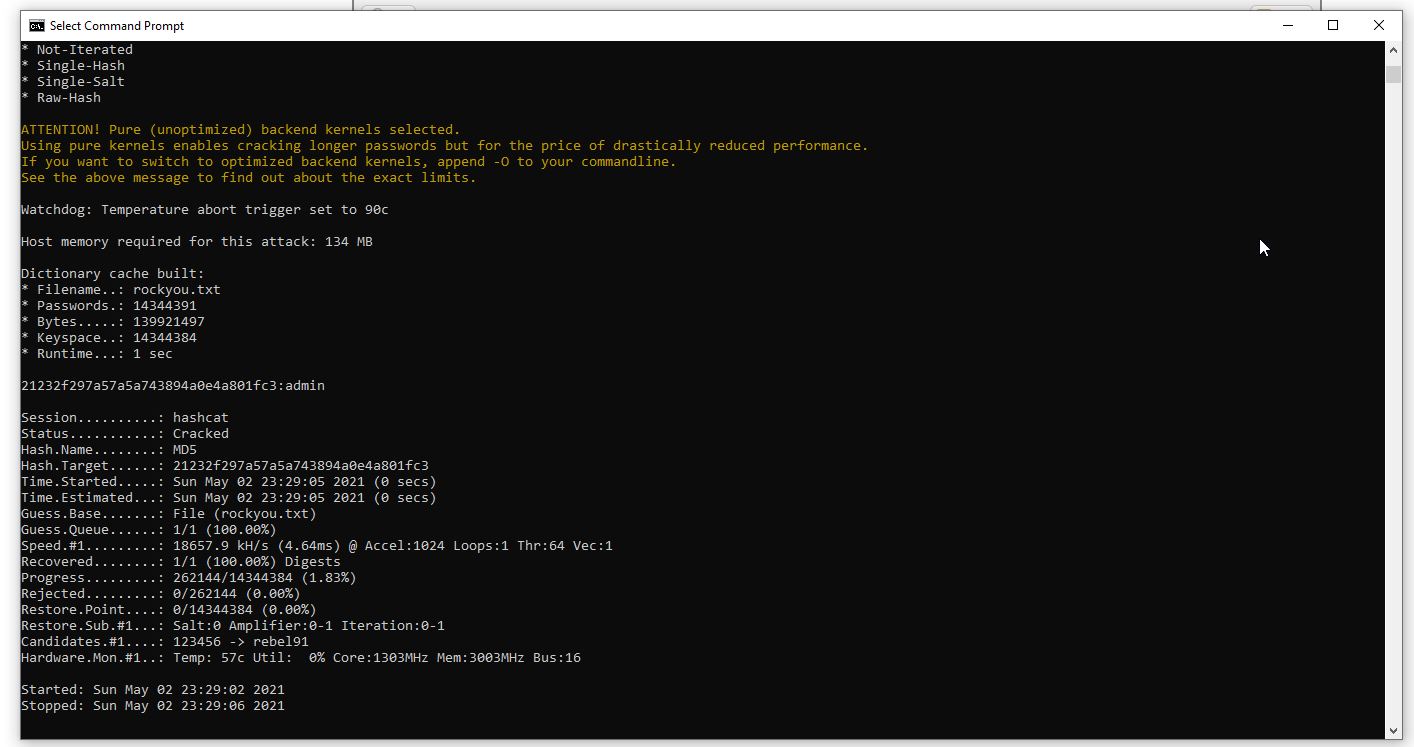 Select Command Prompt
* Not-Iterated
* Single-Hash
* Single-Salt
* Raw-Hash
ATTENTION! Pure (unoptimized) backend kernels selected.
Using pure kernels enables cracking longer passwords but for the price of drastically reduced performance.
If you want to switch to optimized backend kernels, append -O to your commandline.
See the above message to find out about the exact limits.
Watchdog: Temperature abort trigger set to 90c
Host memory required for this attack: 134 MB
Dictionary cache built:
* Filename..: rockyou.txt
* Passwords.: 14344391
* Bytes.....: 139921497
* Keyspace..: 14344384
* Runtime...: 1 sec
21232f297a57a5a743894a0e4a801fc3:admin
Session..........: hashcat
Status...........: Cracked
Hash.Name........: MD5
Hash.Target......: 21232f297a57a5a743894a0e4a801fc3
Time.Started.....: Sun May 02 23:29:05 2021 (0 secs)
Time.Estimated...: Sun May 02 23:29:05 2021 (0 secs)
Guess.Base.......: File (rockyou.txt)
Guess.Queue......: 1/1 (100.00%)
Speed.#1.........: 18657.9 kH/s (4.64ms) @ Accel:1024 Loops:1 Thr:64 Vec:1
Recovered........: 1/1 (100.00%) Digests
Progress.........: 262144/14344384 (1.83%)
Rejected.........: 0/262144 (0.00%)
Restore.Point....: 0/14344384 (0.00%)
Restore.Sub.#1...: Salt:0 Amplifier:0-1 Iteration:0-1
Candidates.#1....: 123456 -> rebel91
Hardware.Mon.#1..: Temp: 57c Util:  0% Core:1303MHz Mem:3003MHz Bus:16
Started: Sun May 02 23:29:02 2021
Stopped: Sun May 02 23:29:06 2021